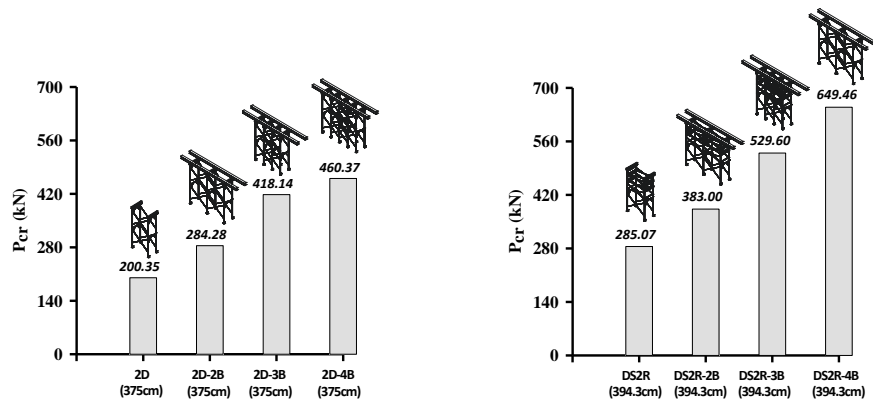 700
560
420
280
140
0
Pcr (kN)
200.35
284.28
418.14
460.37
2D
(375cm)
2D-2B
(375cm)
2D-3B
(375cm)
2D-4B
(375cm)
700
560
420
280
140
0
Pcr (kN)
285.07
383.00
529.60
649.46
DS2R
(394.3cm)
DS2R-2B
(394.3cm)
DS2R-3B
(394.3cm)
DS2R-4B
(394.3cm)